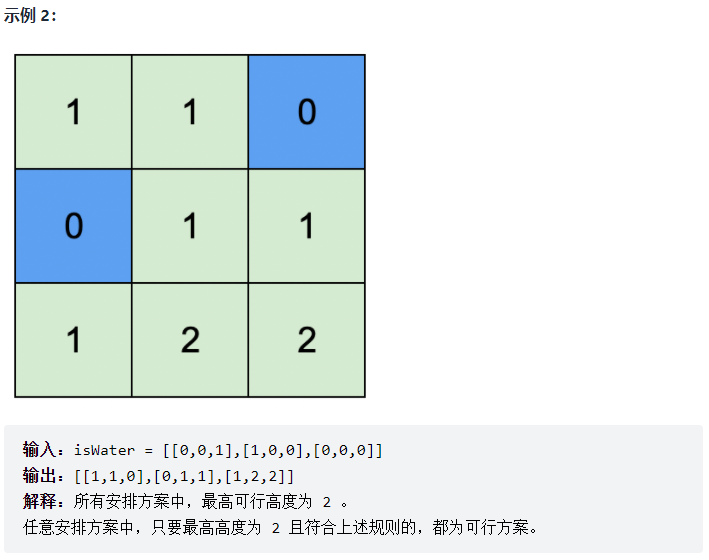 示例 2：
1 1 0
0 1 1
1 2 2
输入：isWater = [[0,0,1],[1,0,0],[0,0,0]]
输出：[[1,1,0],[0,1,1],[1,2,2]]
解释：所有安排方案中，最高可行高度为 2 。
任意安排方案中，只要最高高度为 2 且符合上述规则的，都为可行方案。